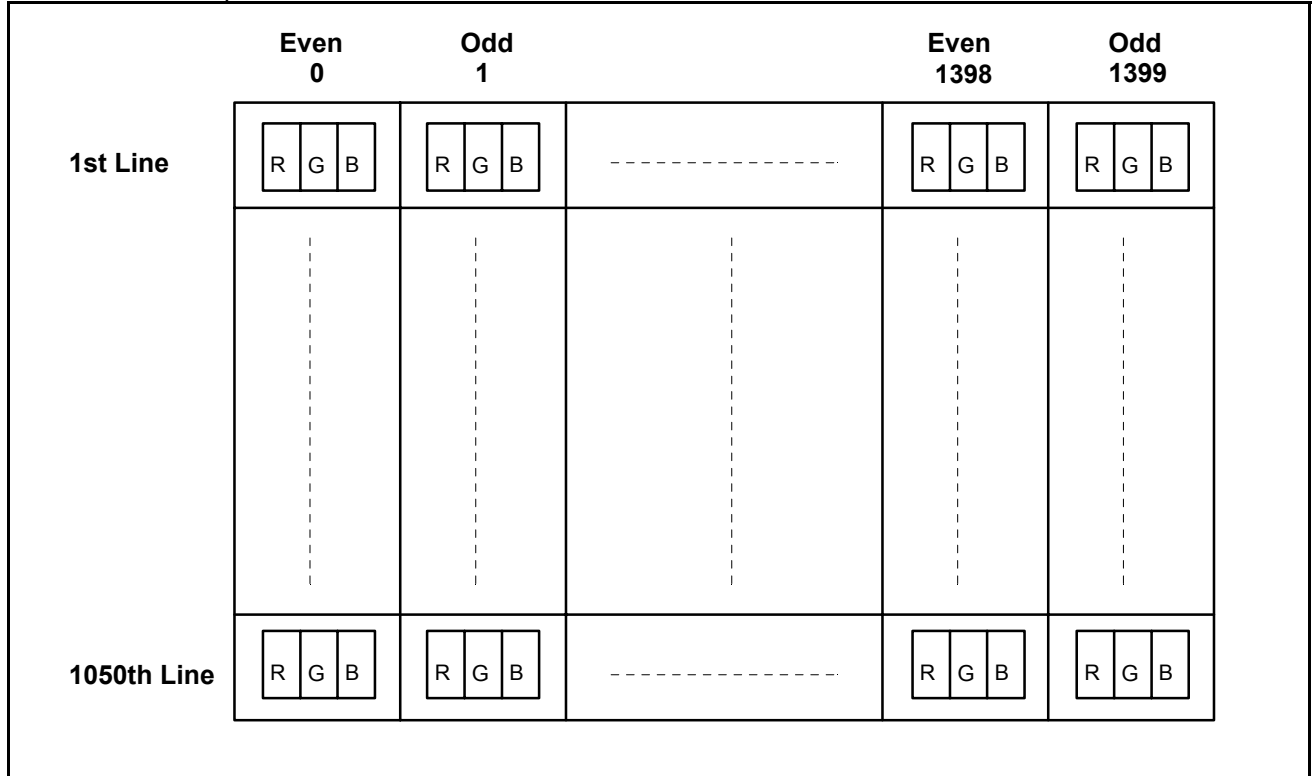 Even Odd Even Odd
0 1 1398 1399
1st Line R G B R G B R G B R G B
1050th Line R G B R G B R G B R G B